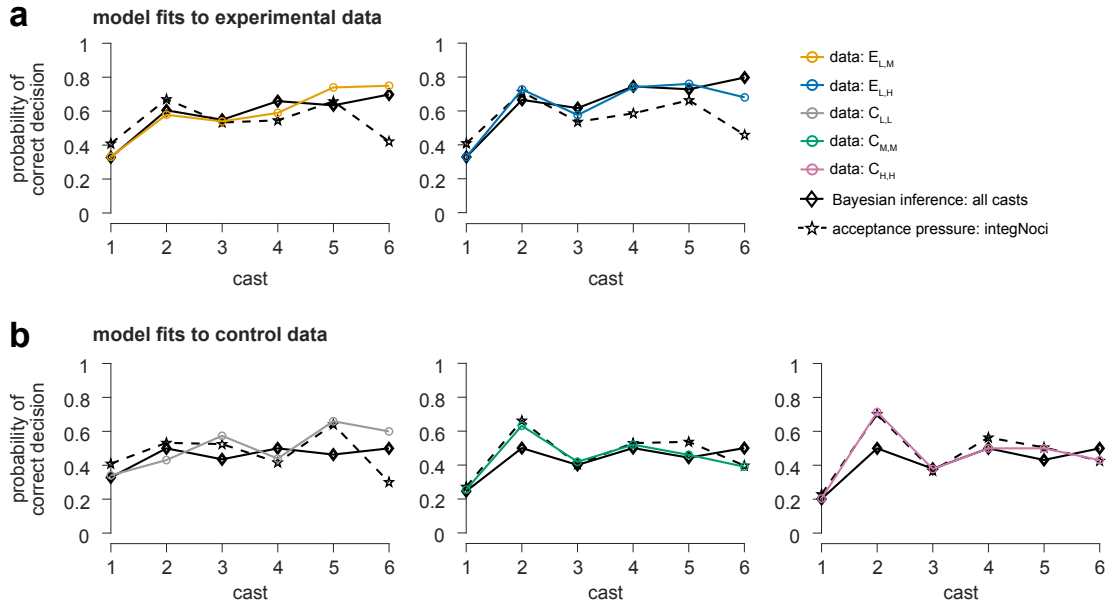 a
model fits to experimental data
probability of
correct decision
1
0.8
0.6
0.4
0.2
0
1 2 3 4 5 6
cast
1
0.8
0.6
0.4
0.2
0
1 2 3 4 5 6
cast
data: E_L,M
data: E_L,H
data: C_L,L
data: C_M,M
data: C_H,H
Bayesian inference: all casts
acceptance pressure: integNoci
b
model fits to control data
probability of
correct decision
1
0.8
0.6
0.4
0.2
0
1 2 3 4 5 6
cast
1
0.8
0.6
0.4
0.2
0
1 2 3 4 5 6
cast
1
0.8
0.6
0.4
0.2
0
1 2 3 4 5 6
cast